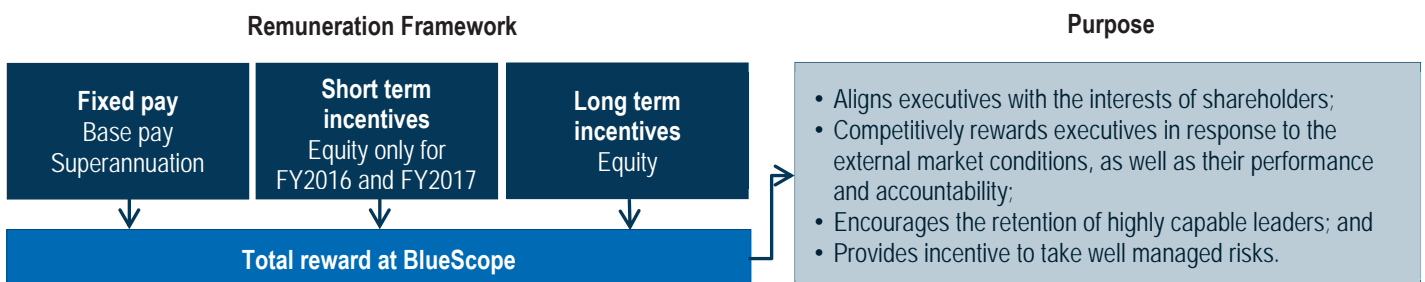 Remuneration Framework
Fixed pay
Base pay
Superannuation
Short term
incentives
Equity only for
FY2016 and FY2017
Long term
incentives
Equity
Total reward at BlueScope
Purpose
• Aligns executives with the interests of shareholders;
• Competitively rewards executives in response to the
external market conditions, as well as their performance
and accountability;
• Encourages the retention of highly capable leaders; and
• Provides incentive to take well managed risks.